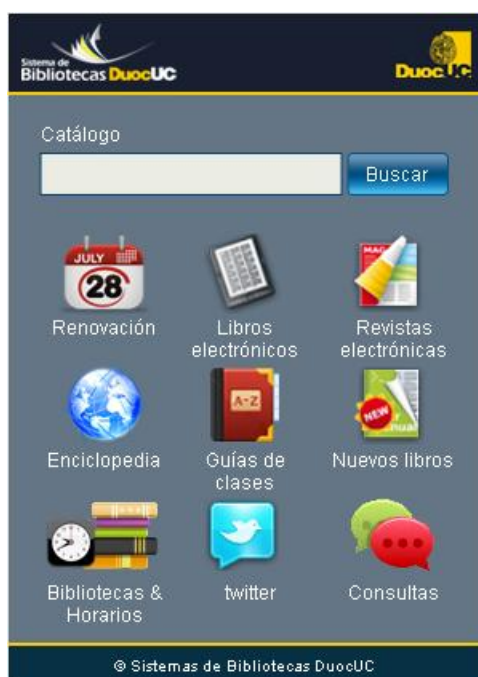 Sistema de
Bibliotecas DuocUC
DuocUC
Catálogo
Buscar
JULY
28
Renovación
Libros
electrónicos
MAGA
Revistas
electrónicas
Enciclopedia
A-Z
Guías de
clases
NEW
Nuevos libros
Bibliotecas &
Horarios
twitter
Consultas
© Sistemas de Bibliotecas DuocUC